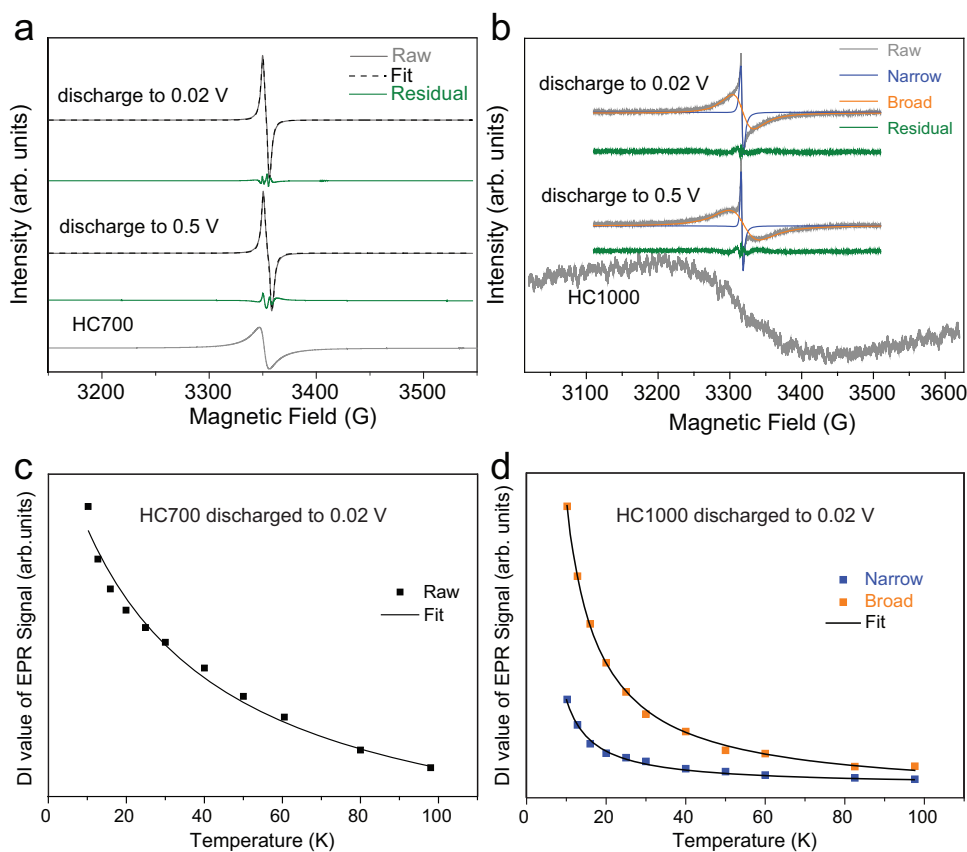 a
Intensity (arb. units)
Raw
Fit
Residual
discharge to 0.02 V
discharge to 0.5 V
HC700
3200
3300
3400
3500
Magnetic Field (G)
b
Intensity (arb. units)
Raw
Narrow
Broad
Residual
discharge to 0.02 V
discharge to 0.5 V
HC1000
3100
3200
3300
3400
3500
3600
Magnetic Field (G)
c
DI value of EPR Signal (arb.units)
HC700 discharged to 0.02 V
Raw
Fit
0
20
40
60
80
100
Temperature (K)
d
DI value of EPR Signal (arb. units)
HC1000 discharged to 0.02 V
Narrow
Broad
Fit
0
20
40
60
80
100
Temperature (K)